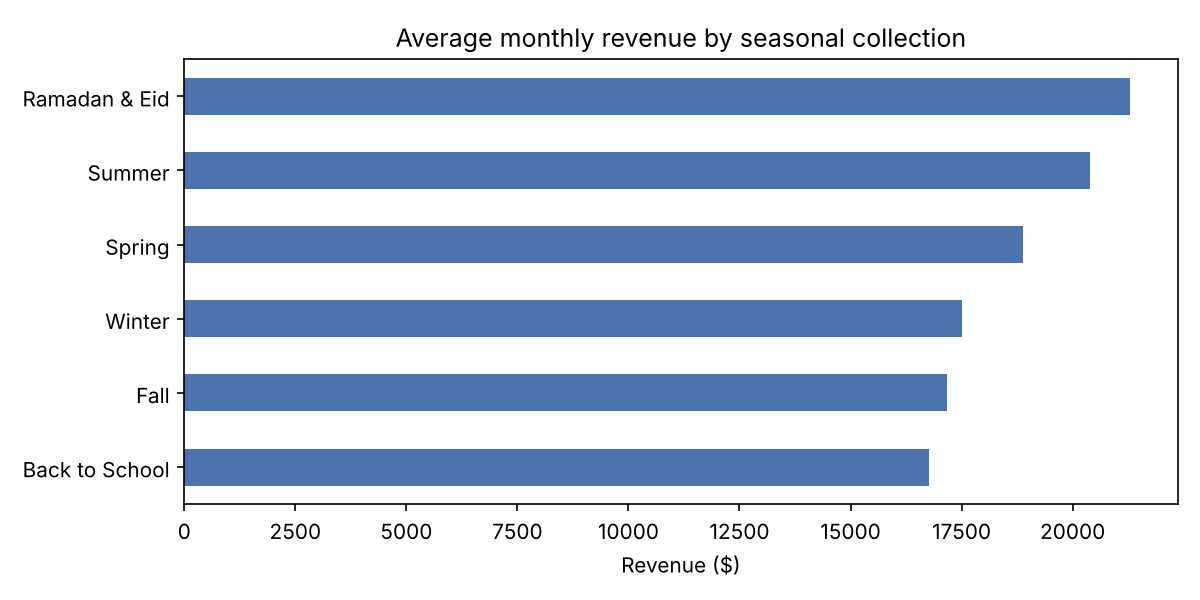 Average monthly revenue by seasonal collection
Ramadan & Eid
Summer
Spring
Winter
Fall
Back to School
0 2500 5000 7500 10000 12500 15000 17500 20000
Revenue ($)